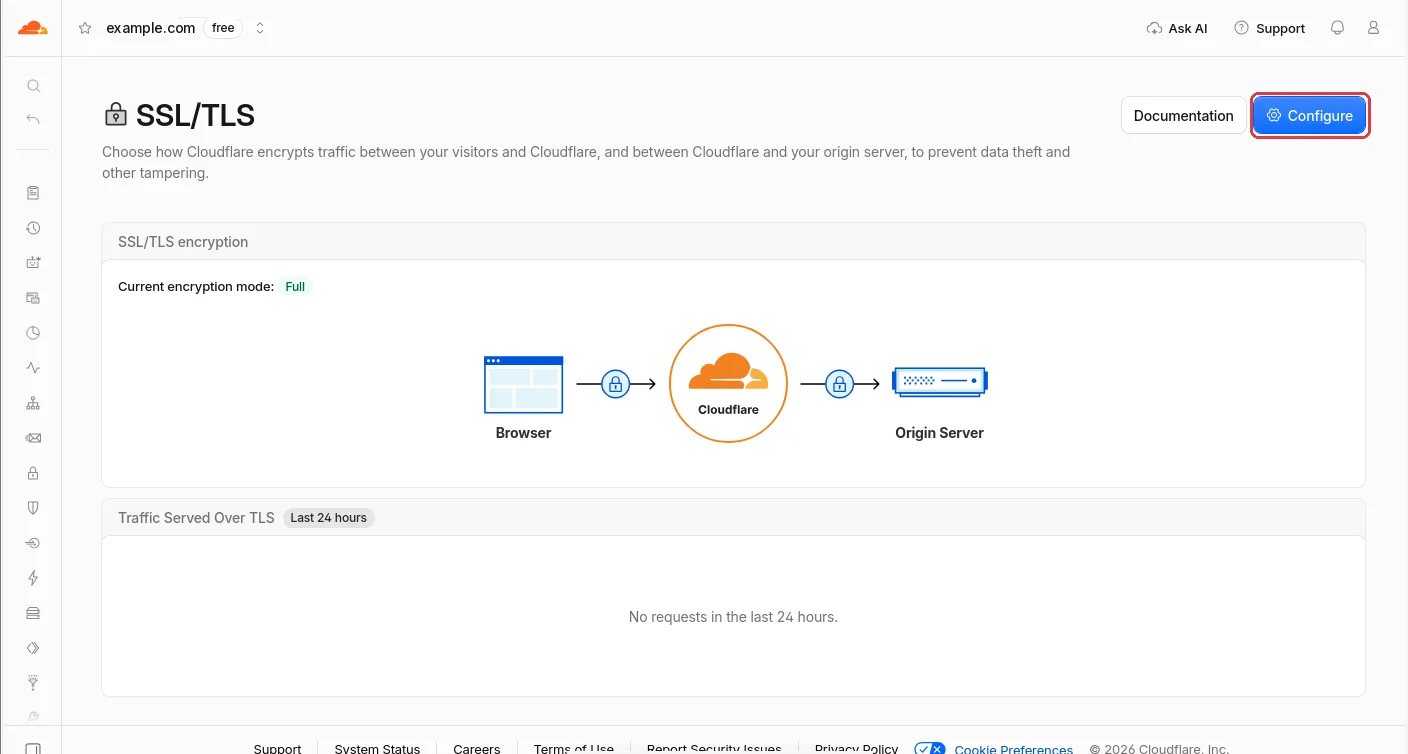 example.com free
Ask AI
Support
SSL/TLS
Documentation
Configure
Choose how Cloudflare encrypts traffic between your visitors and Cloudflare, and between Cloudflare and your origin server, to prevent data theft and
other tampering.
SSL/TLS encryption
Current encryption mode: Full
Cloudflare
Browser
Origin Server
Traffic Served Over TLS Last 24 hours
No requests in the last 24 hours.
Support System Status Careers Terms of Use Report Security Issues Privacy Policy Cookie Preferences © 2026 Cloudflare, Inc.